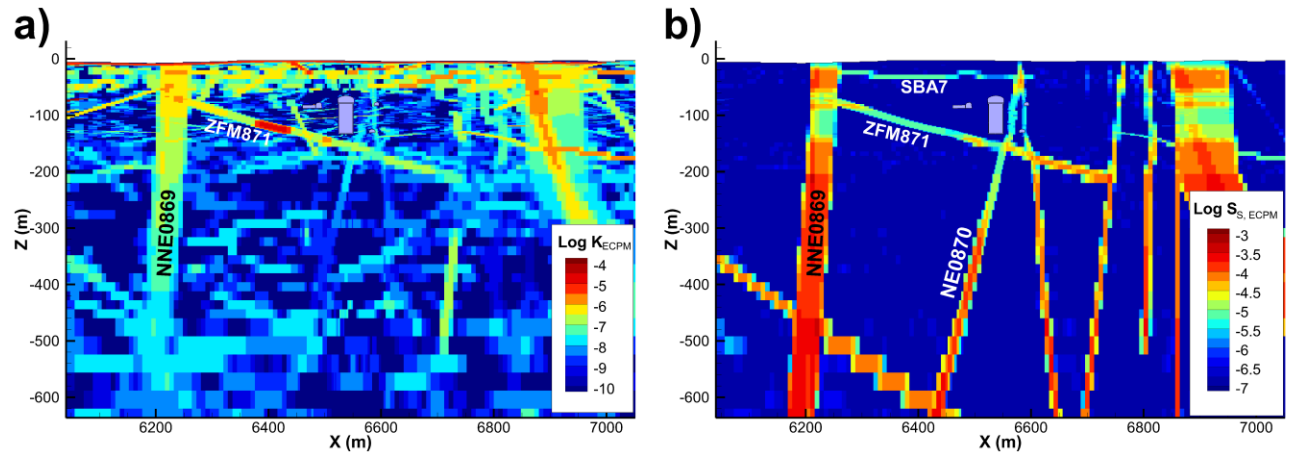 a)
0
-100
-200
-300
-400
-500
-600
Z (m)
ZFM871
NNE0869
Log K_ECPM
-4
-5
-6
-7
-8
-9
-10
6200
6400
6600
6800
7000
X (m)
b)
0
-100
-200
-300
-400
-500
-600
Z (m)
SBA7
ZFM871
NNE0869
NE0870
Log S_S, ECPM
-3
-3.5
-4
-4.5
-5
-5.5
-6
-6.5
-7
6200
6400
6600
6800
7000
X (m)